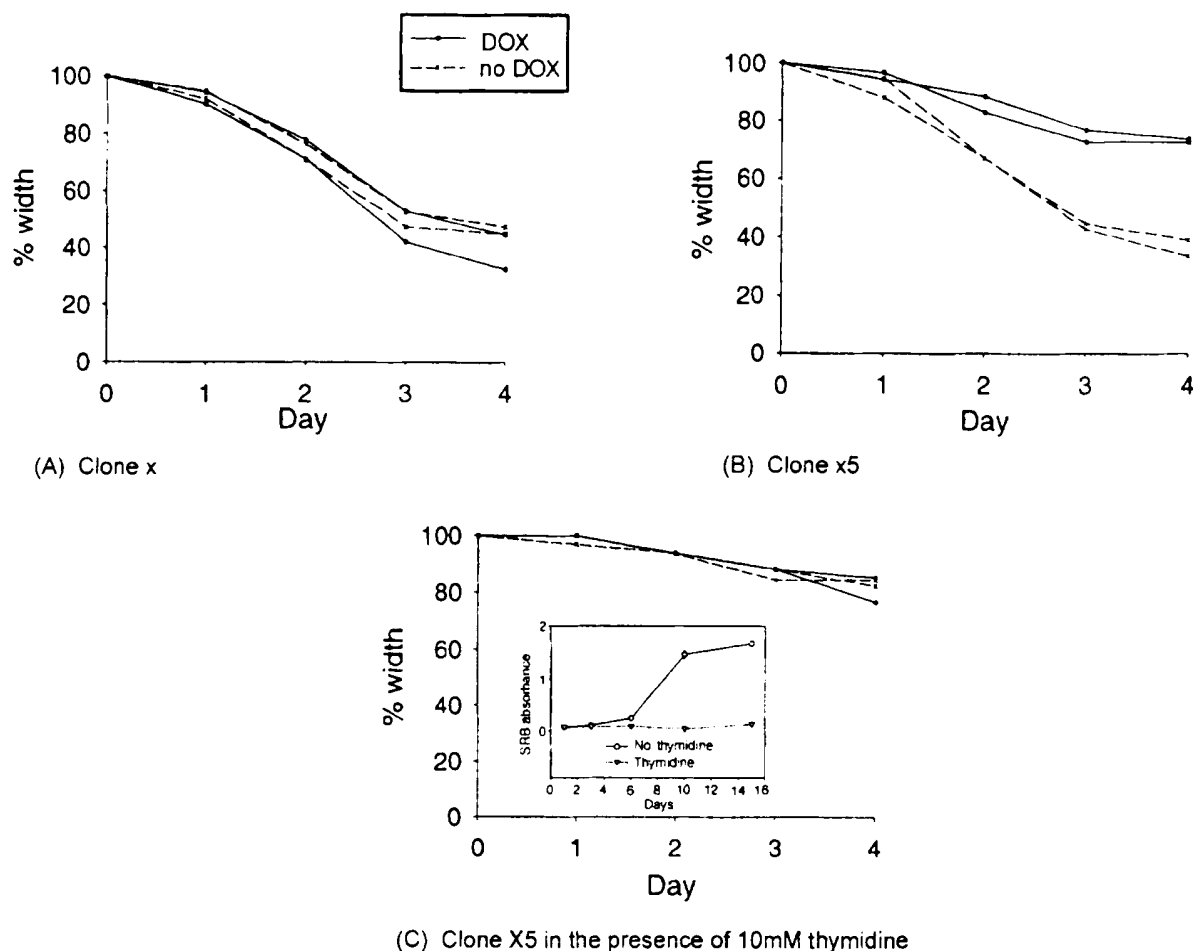 DOX
no DOX
100
80
60
40
20
0
% width
0 1 2 3 4
Day
(A) Clone x
100
80
60
40
20
0
% width
0 1 2 3 4
Day
(B) Clone x5
100
80
60
40
20
0
% width
2
1
0
SRB absorbance
No thymidine
Thymidine
0 2 4 6 8 10 12 14 16
Days
0 1 2 3 4
Day
(C) Clone X5 in the presence of 10mM thymidine